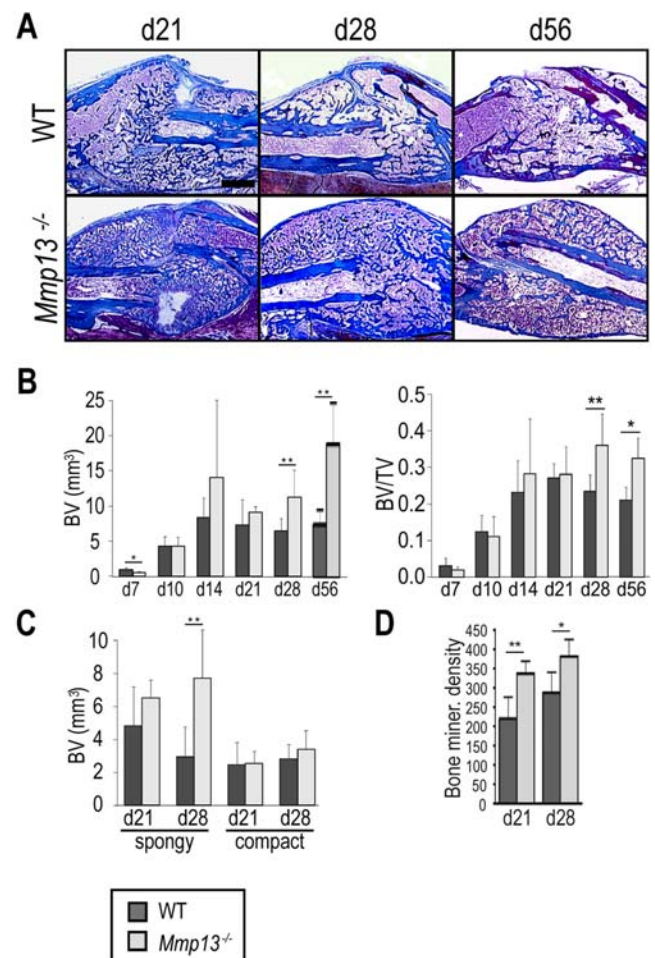 A
d21 d28 d56
WT
Mmp13 -/-
B
BV (mm³)
25
20
15
10
5
0
*
**
**
d7 d10 d14 d21 d28 d56
BV/TV
0.5
0.4
0.3
0.2
0.1
0.0
**
*
d7 d10 d14 d21 d28 d56
C
BV (mm³)
10
8
6
4
2
0
**
d21 d28 d21 d28
spongy compact
D
Bone miner. density
450
400
350
300
250
200
150
100
50
0
**
*
d21 d28
WT
Mmp13-/-